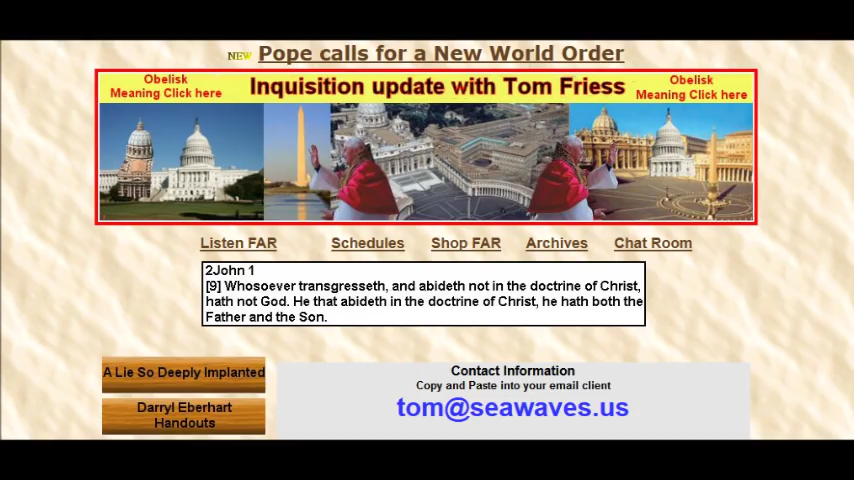 NEW Pope calls for a New World Order
Obelisk
Meaning Click here
Inquisition update with Tom Friess
Obelisk
Meaning Click here
Listen FAR Schedules Shop FAR Archives Chat Room
2John 1
[9] Whosoever transgresseth, and abideth not in the doctrine of Christ,
hath not God. He that abideth in the doctrine of Christ, he hath both the
Father and the Son.
A Lie So Deeply Implanted
Darryl Eberhart
Handouts
Contact Information
Copy and Paste into your email client
tom@seawaves.us